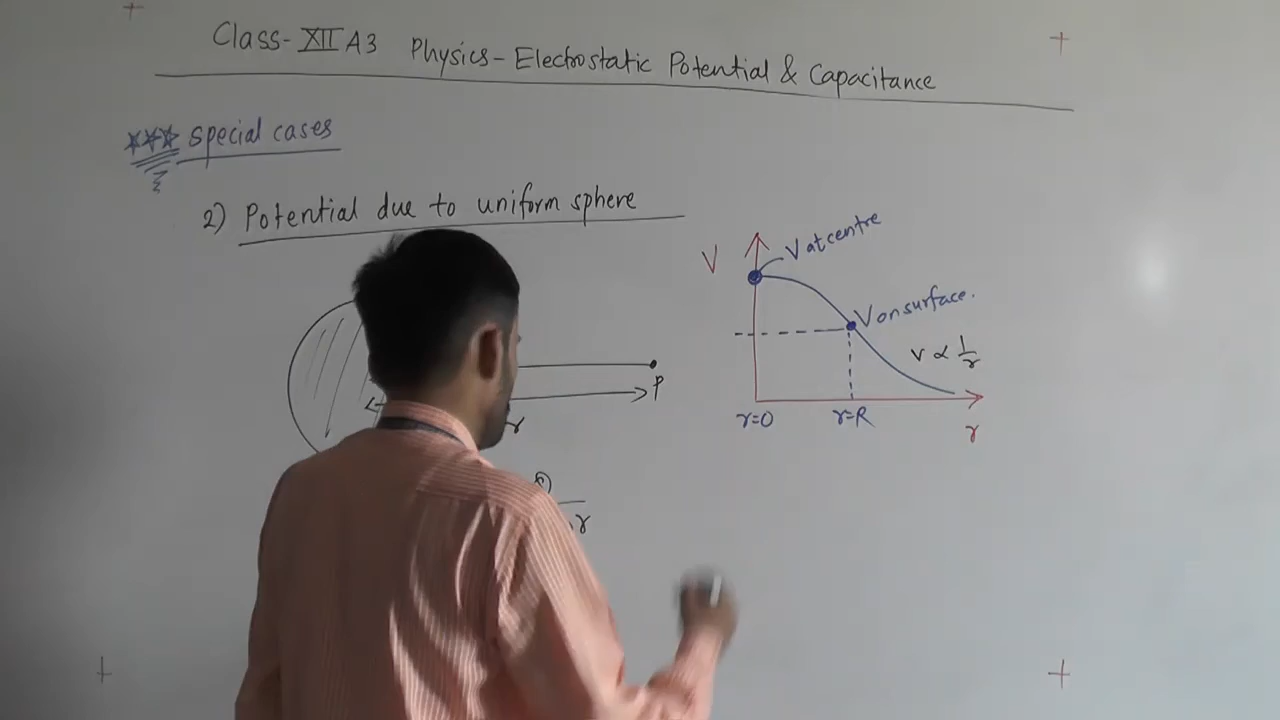 Class-XII A3 Physics-Electrostatic Potential & Capacitance
*** special cases
2) Potential due to uniform sphere
V
V at centre
V on surface.
V ∝ 1/r
P
r
r=0
r=R
r
r